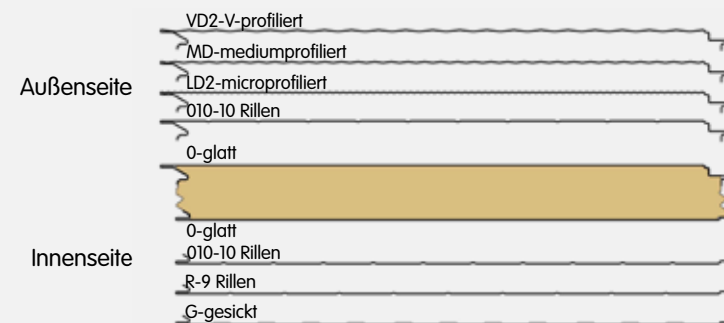 VD2-V-profiliert
MD-mediumprofiliert
Außenseite
LD2-microprofiliert
010-10 Rillen
0-glatt
0-glatt
Innenseite
010-10 Rillen
R-9 Rillen
G-gesickt